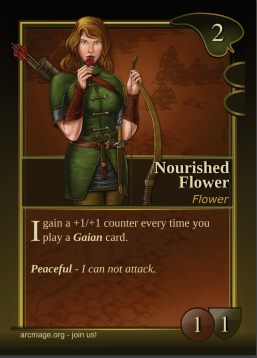 2
Nourished
Flower
Flower
I gain a +1/+1 counter every time you
play a Gaian card.
Peaceful - I can not attack.
1 1
arcmage.org - join us!